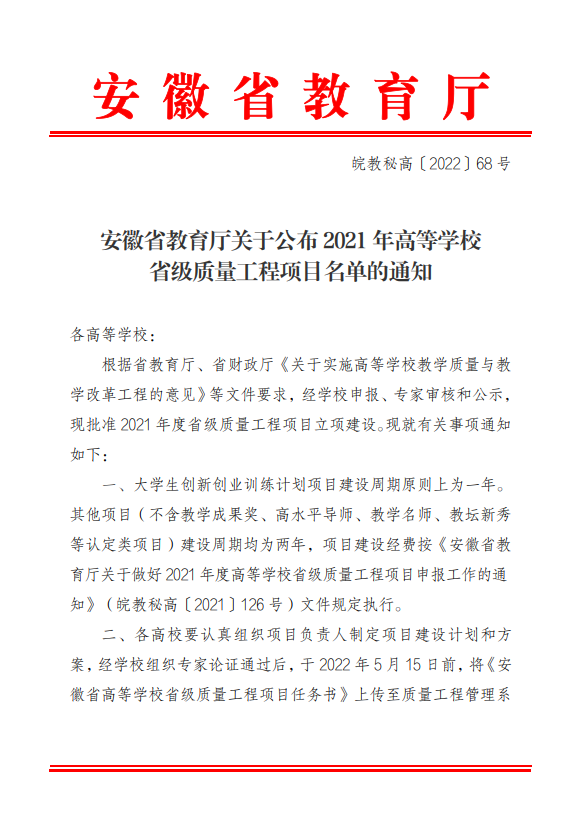 安徽省教育厅
皖教秘高〔2022〕68号
安徽省教育厅关于公布2021年高等学校
省级质量工程项目名单的通知
各高等学校：
根据省教育厅、省财政厅《关于实施高等学校教学质量与教
学改革工程的意见》等文件要求，经学校申报、专家审核和公示，
现批准2021年度省级质量工程项目立项建设。现就有关事项通知
如下：
一、大学生创新创业训练计划项目建设周期原则上为一年。
其他项目（不含教学成果奖、高水平导师、教学名师、教坛新秀
等认定类项目）建设周期均为两年，项目建设经费按《安徽省教
育厅关于做好2021年度高等学校省级质量工程项目申报工作的通
知》（皖教秘高〔2021〕126号）文件规定执行。
二、各高校要认真组织项目负责人制定项目建设计划和方
案，经学校组织专家论证通过后，于2022年5月15日前，将《安
徽省高等学校省级质量工程项目任务书》上传至质量工程管理系